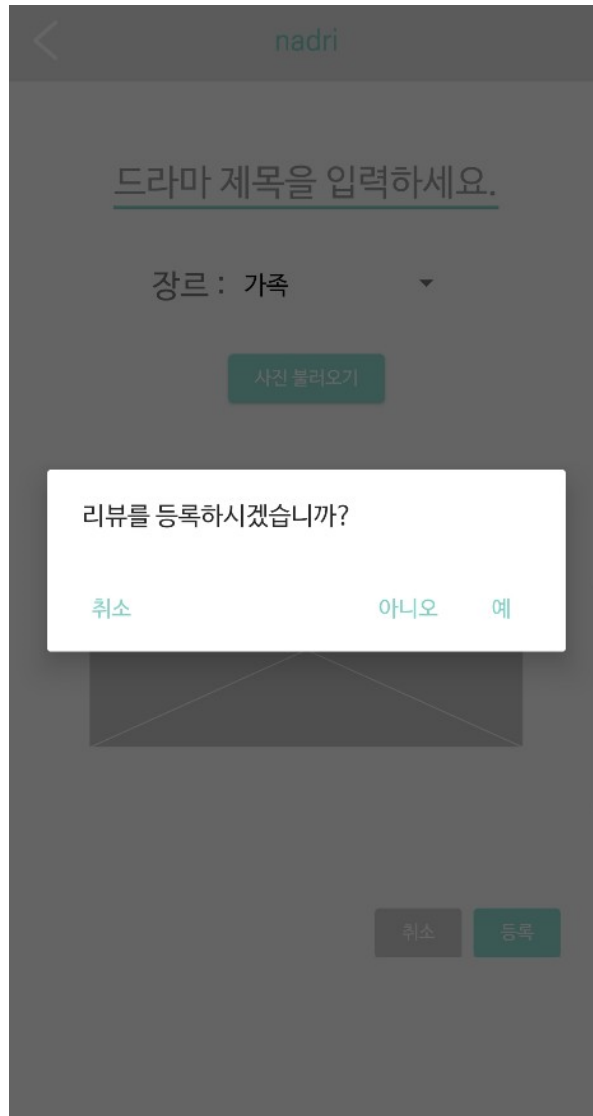 nadri
드라마 제목을 입력하세요.
장르 : 가족
사진 불러오기
리뷰를 등록하시겠습니까?
취소 아니오 예
취소 등록